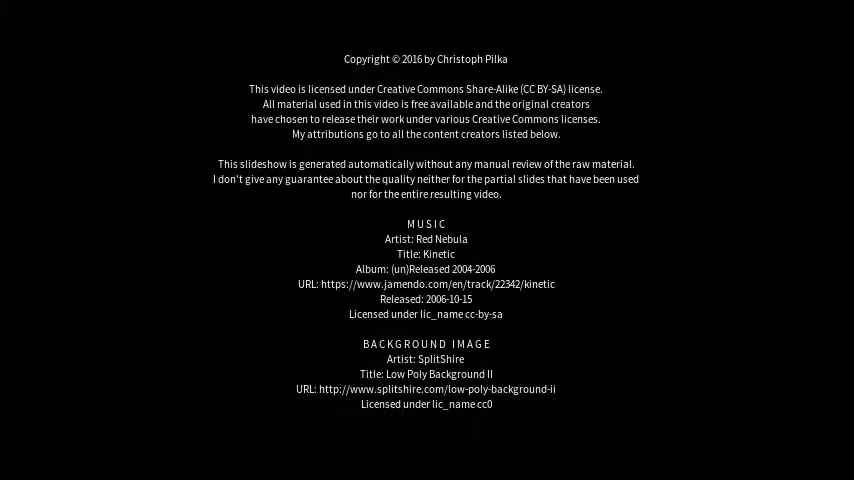 Copyright © 2016 by Christoph Pilka
This video is licensed under Creative Commons Share-Alike (CC BY-SA) license.
All material used in this video is free available and the original creators
have chosen to release their work under various Creative Commons licenses.
My attributions go to all the content creators listed below.
This slideshow is generated automatically without any manual review of the raw material.
I don't give any guarantee about the quality neither for the partial slides that have been used
nor for the entire resulting video.
MUSIC
Artist: Red Nebula
Title: Kinetic
Album: (un)Released 2004-2006
URL: https://www.jamendo.com/en/track/22342/kinetic
Released: 2006-10-15
Licensed under lic_name cc-by-sa
BACKGROUND IMAGE
Artist: SplitShire
Title: Low Poly Background II
URL: http://www.splitshire.com/low-poly-background-ii
Licensed under lic_name cc0